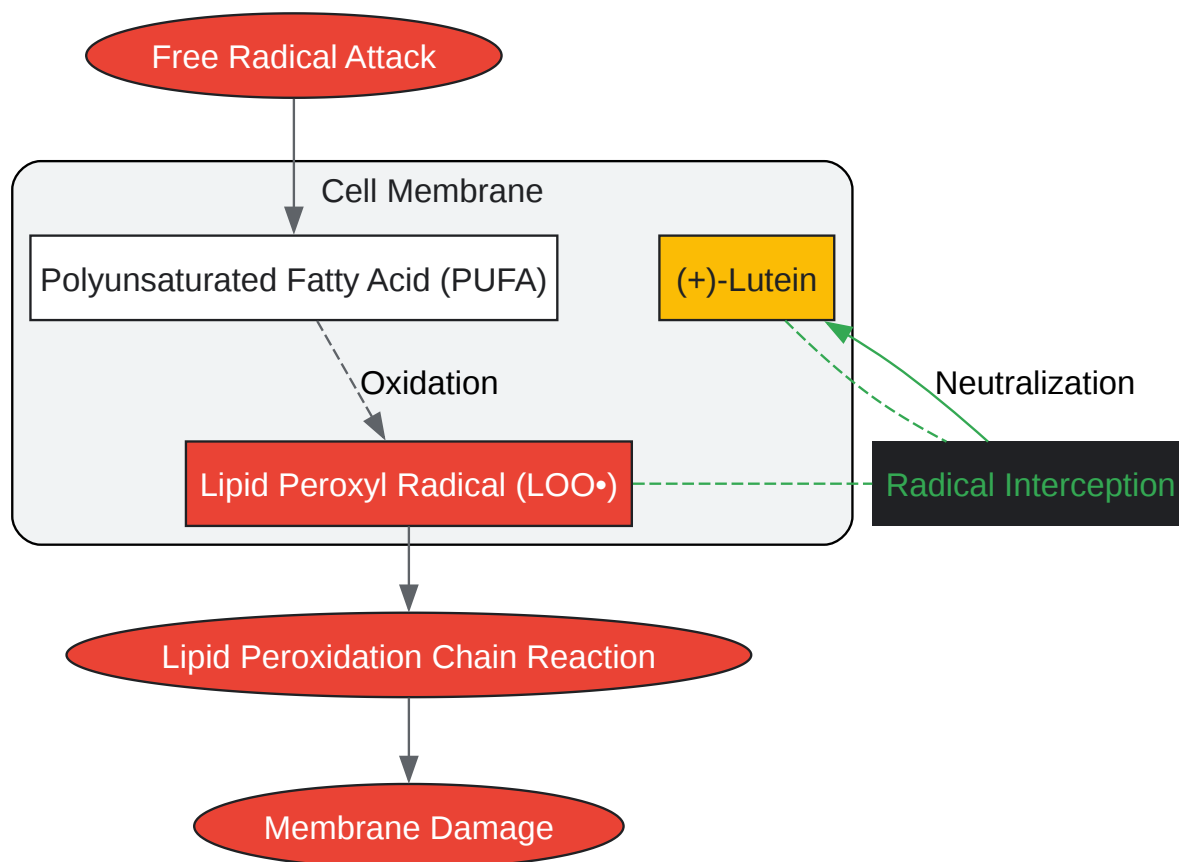 Free Radical Attack
Cell Membrane
Polyunsaturated Fatty Acid (PUFA)
(+)-Lutein
Oxidation
Neutralization
Lipid Peroxyl Radical (LOO•)
Radical Interception
Lipid Peroxidation Chain Reaction
Membrane Damage